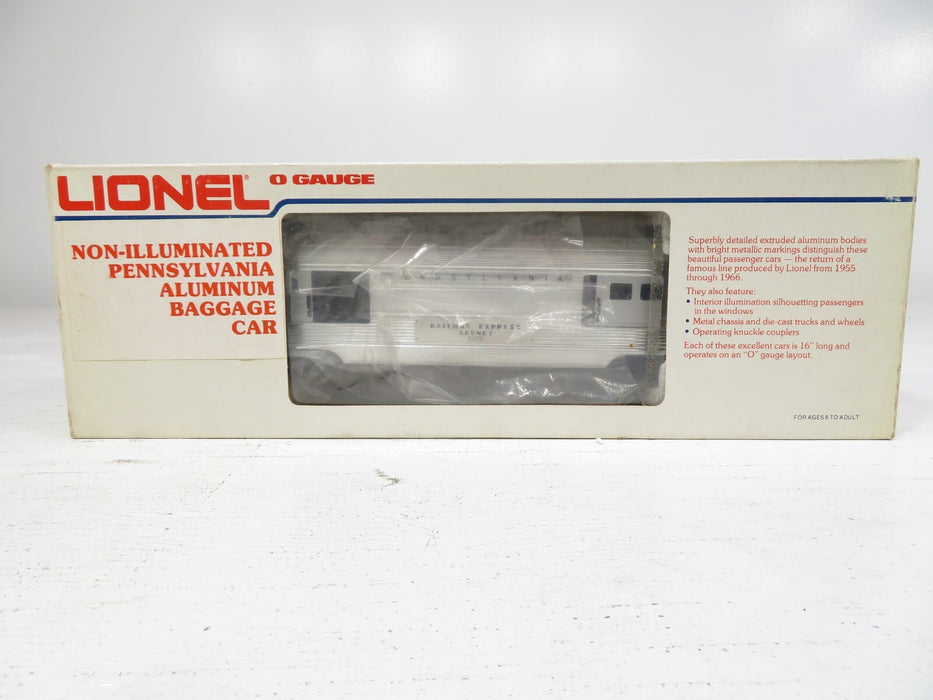 LIONEL O GAUGE
NON-ILLUMINATED
PENNSYLVANIA
ALUMINUM
BAGGAGE
CAR
PENNSYLVANIA
RAILWAY EXPRESS
AGENCY
Superbly detailed extruded aluminum bodies
with bright metallic markings distinguish these
beautiful passenger cars — the return of a
famous line produced by Lionel from 1955
through 1966.
They also feature:
• Interior illumination silhouetting passengers
in the windows
• Metal chassis and die-cast trucks and wheels
• Operating knuckle couplers
Each of these excellent cars is 16" long and
operates on an "O" gauge layout.
FOR AGES 8 TO ADULT